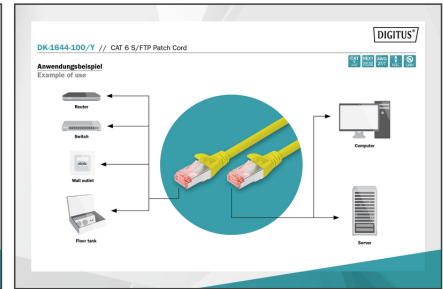 DIGITUS®
DK-1644-100/Y // CAT 6 S/FTP Patch Cord
Anwendungsbeispiel
Example of use
Router
Switch
Wall outlet
Floor tank
Computer
Server